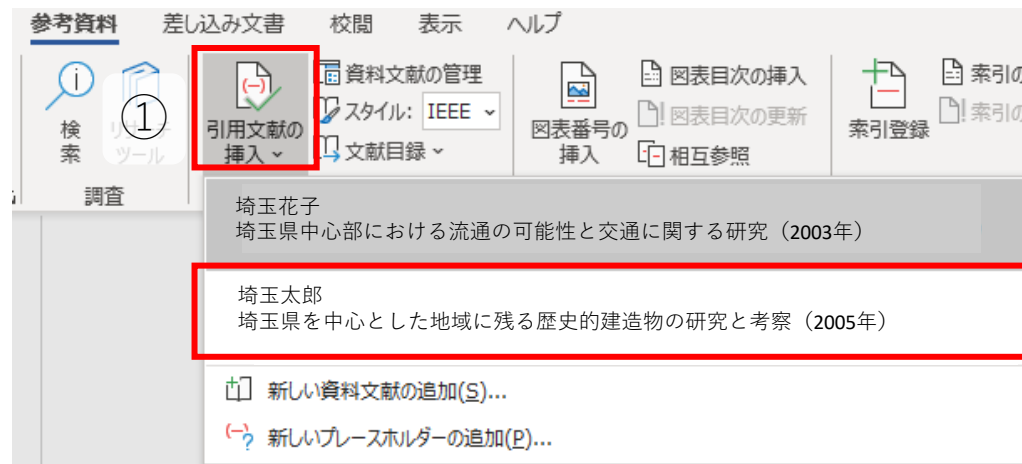 参考資料 差し込み文書 校閲 表示 ヘルプ
検索
①
ツール
調査
引用文献の挿入
資料文献の管理
スタイル: IEEE
文献目録
図表番号の挿入
図表目次の挿入
図表目次の更新
相互参照
索引登録
索引の
索引の
埼玉花子
埼玉県中心部における流通の可能性と交通に関する研究（2003年）
埼玉太郎
埼玉県を中心とした地域に残る歴史的建造物の研究と考察（2005年）
新しい資料文献の追加(S)...
新しいプレースホルダーの追加(P)...